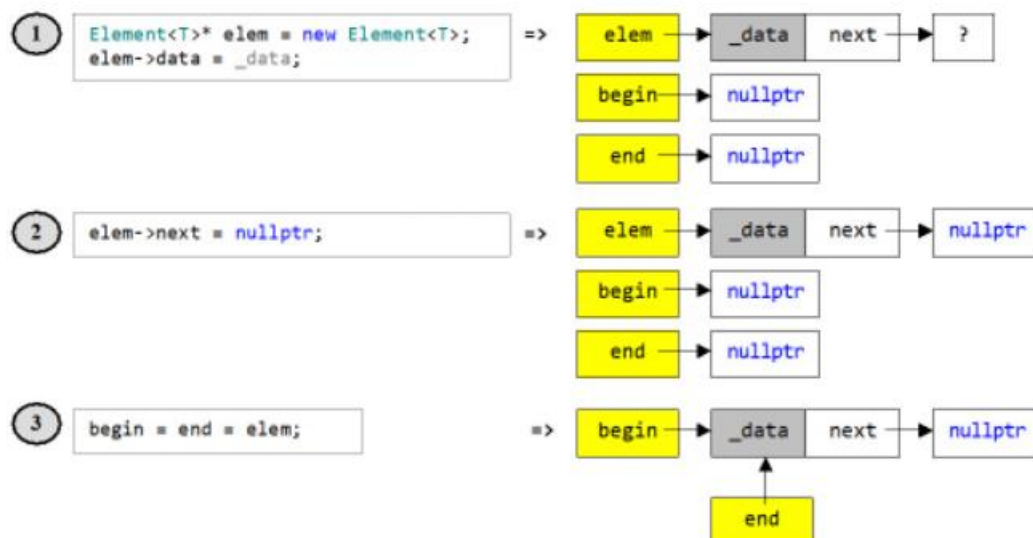 1
Element<T>* elem = new Element<T>;
elem->data = _data;
=>
elem _data next ?
begin nullptr
end nullptr
2
elem->next = nullptr;
=>
elem _data next nullptr
begin nullptr
end nullptr
3
begin = end = elem;
=>
begin _data next nullptr
end